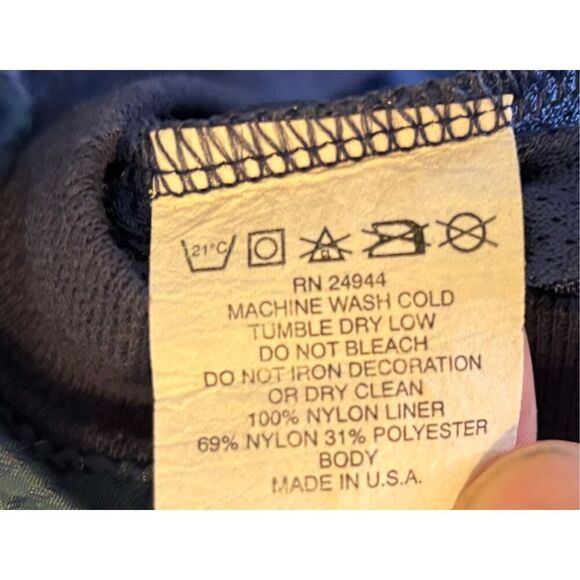 21°C
RN 24944
MACHINE WASH COLD
TUMBLE DRY LOW
DO NOT BLEACH
DO NOT IRON DECORATION
OR DRY CLEAN
100% NYLON LINER
69% NYLON 31% POLYESTER
BODY
MADE IN U.S.A.